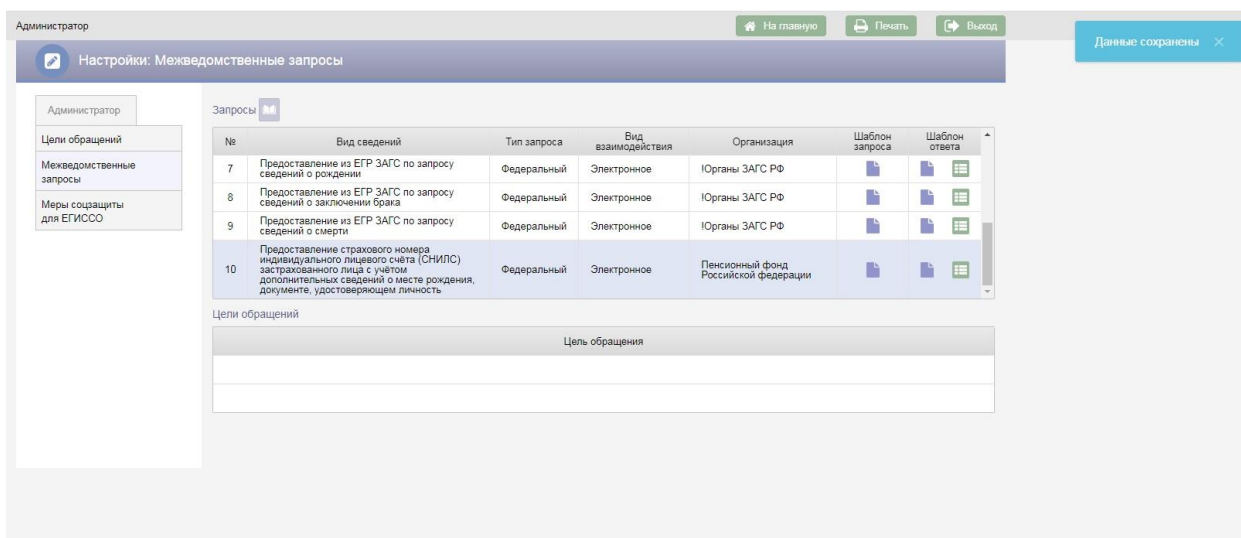 Администратор
На главную
Печать
Выход
Данные сохранены
Настройки: Межведомственные запросы
Администратор
Цели обращений
Межведомственные
запросы
Меры соцзащиты
для ЕГИССО
Запросы
№ Вид сведений Тип запроса Вид взаимодействия Организация Шаблон запроса Шаблон ответа
7 Предоставление из ЕГР ЗАГС по запросу
сведений о рождении Федеральный Электронное !Органы ЗАГС РФ
8 Предоставление из ЕГР ЗАГС по запросу
сведений о заключении брака Федеральный Электронное !Органы ЗАГС РФ
9 Предоставление из ЕГР ЗАГС по запросу
сведений о смерти Федеральный Электронное !Органы ЗАГС РФ
10 Предоставление страхового номера
индивидуального лицевого счёта (СНИЛС)
застрахованного лица с учётом
дополнительных сведений о месте рождения,
документе, удостоверяющем личность Федеральный Электронное Пенсионный фонд
Российской федерации
Цели обращений
Цель обращения